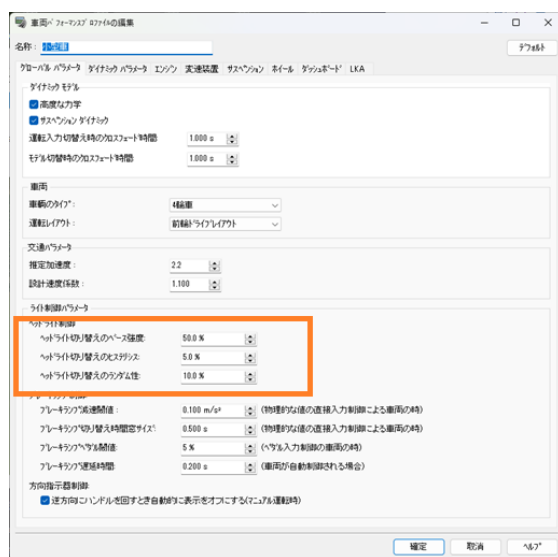 車両パフォーマンスプロファイルの編集
名称: 小型車
デフォルト
グローバル パラメータ ダイナミック パラメータ エンジン 変速装置 サスペンション ホイール ダッシュボード LKA
ダイナミック モデル
高度な力学
サスペンション ダイナミック
運転入力切替え時のクロスフェード時間: 1.000 s
モデル切替時のクロスフェード時間: 1.000 s
車両
車輌のタイプ: 4輪車
運転レイアウト: 前輪ドライブレイアウト
交通パラメータ
推定加速度: 2.2
設計速度係数: 1.100
ライト制御パラメータ
ヘッドライト制御
ヘッドライト切り替えのベース強度: 50.0 %
ヘッドライト切り替えのヒステリシス: 5.0 %
ヘッドライト切り替えのランダム性: 10.0 %
ブレーキランプ減速閾値: 0.100 m/s² (物理的な値の直接入力制御による車両の時)
ブレーキランプ切り替え時間窓サイズ: 0.500 s (物理的な値の直接入力制御による車両の時)
ブレーキランプペダル閾値: 5 % (ペダル入力制御の車両の時)
ブレーキランプ遅延時間: 0.200 s (車両が自動制御される場合)
方向指示器制御
逆方向にハンドルを回すとき自動的に表示をオフにする(マニュアル運転時)
確定 取消 ヘルプ